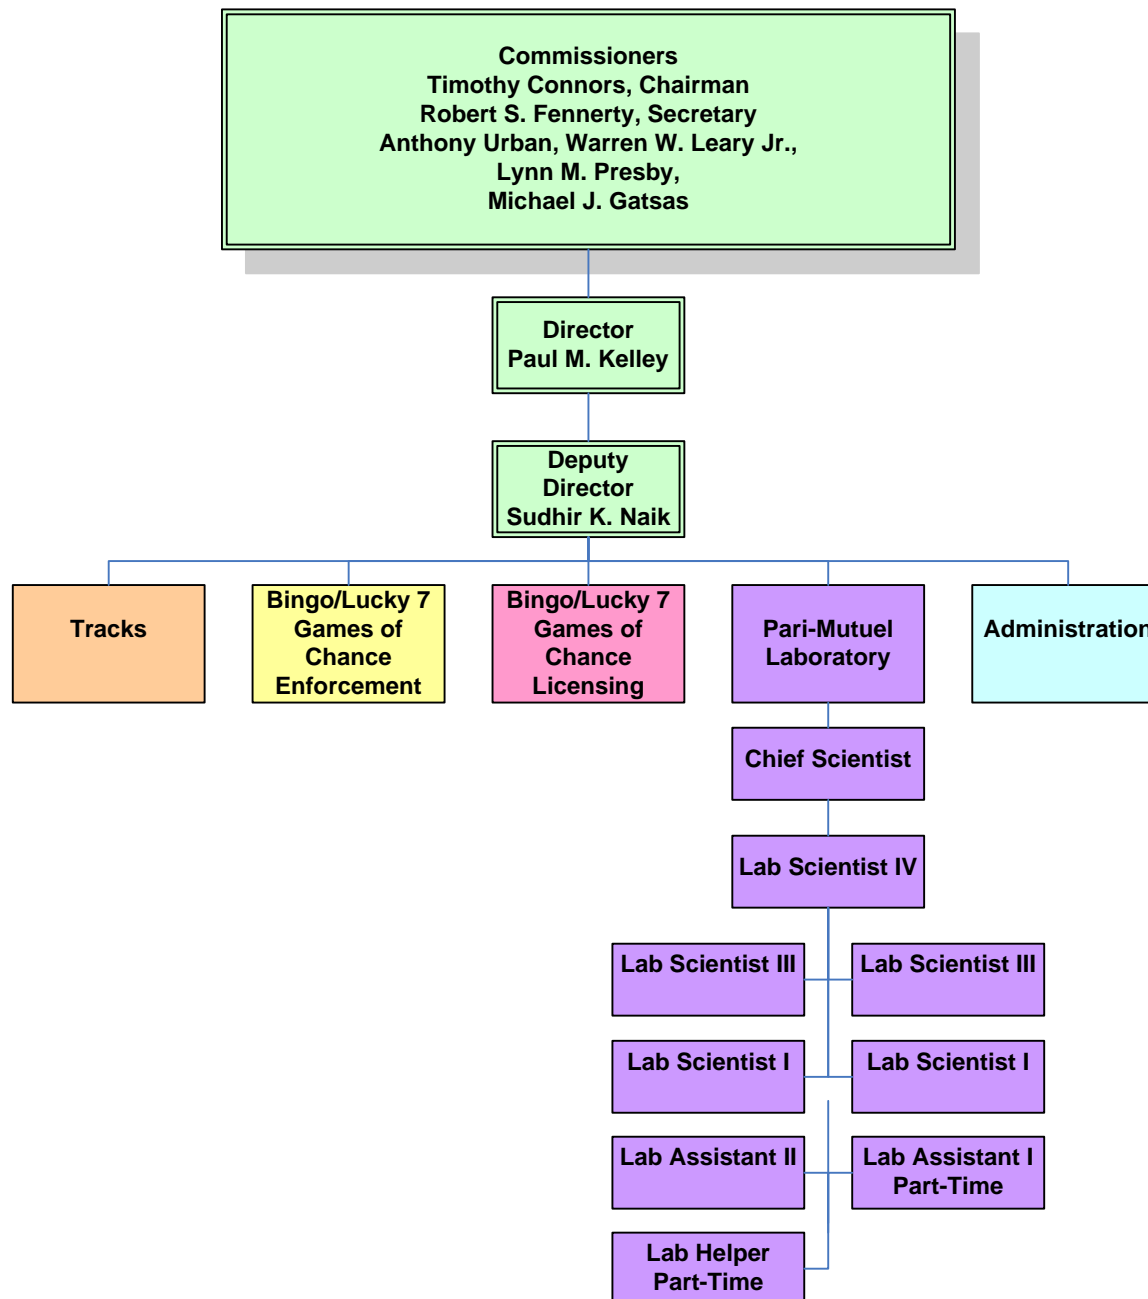 Commissioners
Timothy Connors, Chairman
Robert S. Fennerty, Secretary
Anthony Urban, Warren W. Leary Jr.,
Lynn M. Presby,
Michael J. Gatsas
Director
Paul M. Kelley
Deputy
Director
Sudhir K. Naik
Tracks
Bingo/Lucky 7
Games of
Chance
Enforcement
Bingo/Lucky 7
Games of
Chance
Licensing
Pari-Mutuel
Laboratory
Administration
Chief Scientist
Lab Scientist IV
Lab Scientist III
Lab Scientist III
Lab Scientist I
Lab Scientist I
Lab Assistant II
Lab Assistant I
Part-Time
Lab Helper
Part-Time